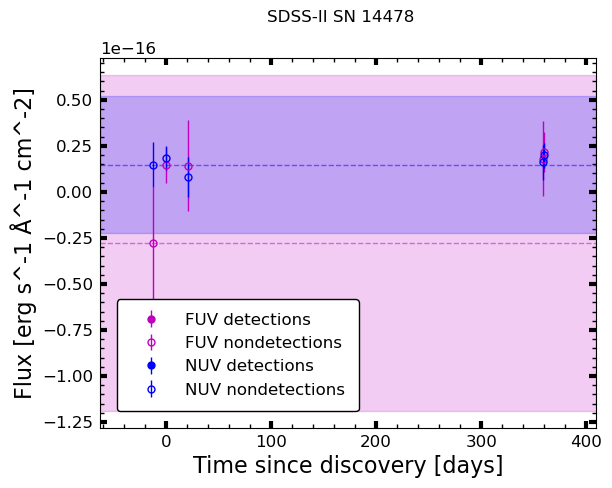 SDSS-II SN 14478
1e−16
Flux [erg s^-1 Å^-1 cm^-2]
0.50
0.25
0.00
−0.25
−0.50
−0.75
−1.00
−1.25
FUV detections
FUV nondetections
NUV detections
NUV nondetections
0 100 200 300 400
Time since discovery [days]